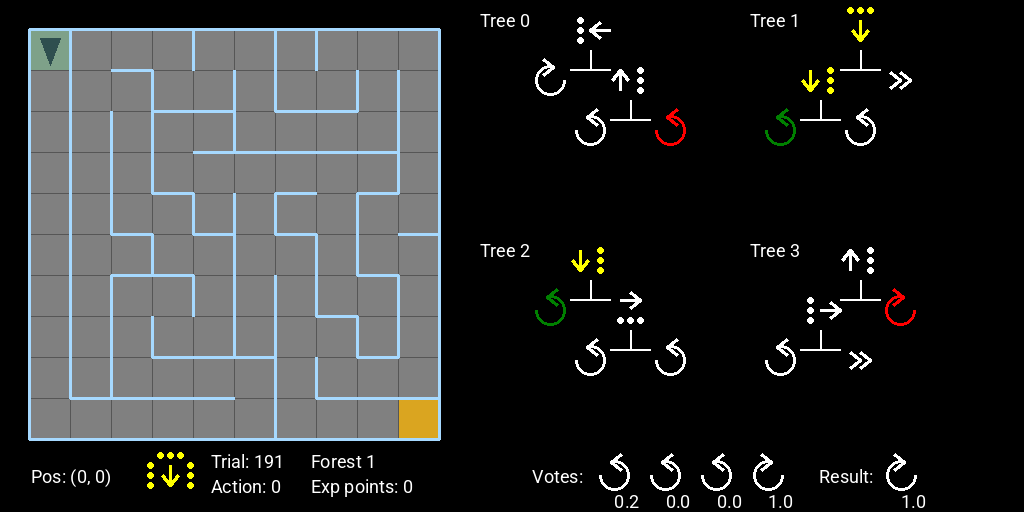 Tree 0
Tree 1
Tree 2
Tree 3
Pos: (0, 0)
Trial: 191
Action: 0
Forest 1
Exp points: 0
Votes:
0.2
0.0
0.0
1.0
Result:
1.0